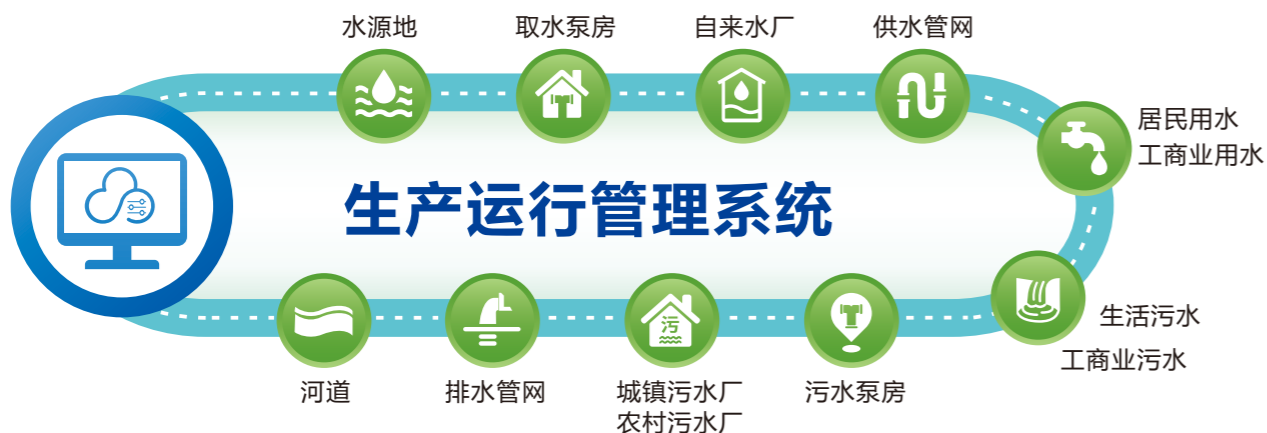 水源地
取水泵房
自来水厂
供水管网
居民用水
工商业用水
生产运行管理系统
生活污水
工商业污水
污
河道
排水管网
城镇污水厂
农村污水厂
污水泵房